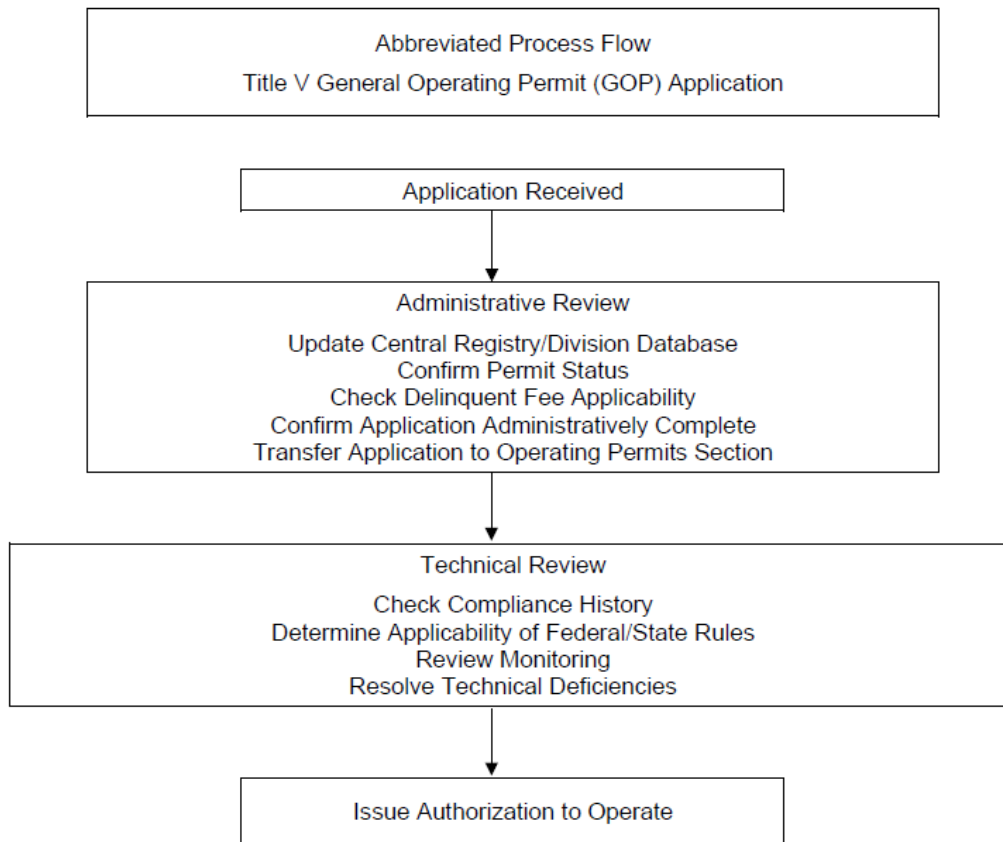 Abbreviated Process Flow
Title V General Operating Permit (GOP) Application
Application Received
Administrative Review
Update Central Registry/Division Database
Confirm Permit Status
Check Delinquent Fee Applicability
Confirm Application Administratively Complete
Transfer Application to Operating Permits Section
Technical Review
Check Compliance History
Determine Applicability of Federal/State Rules
Review Monitoring
Resolve Technical Deficiencies
Issue Authorization to Operate